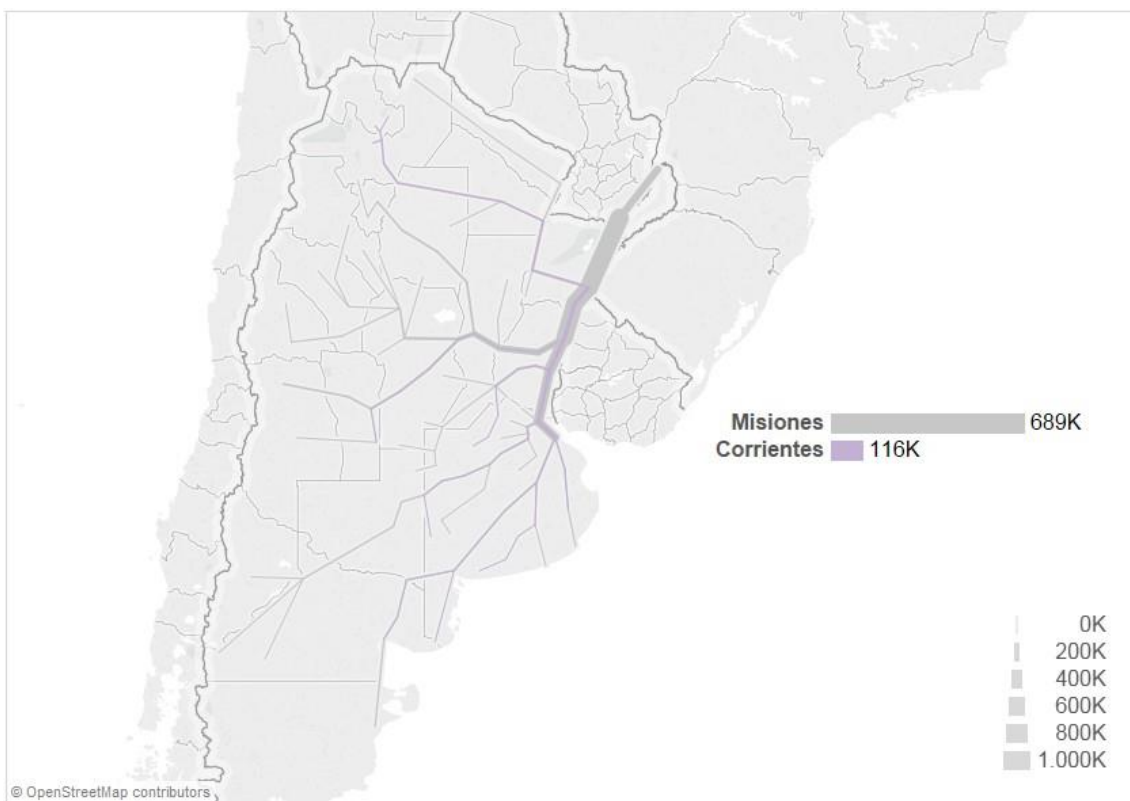 Misiones 689K
Corrientes 116K
0K
200K
400K
600K
800K
1.000K
© OpenStreetMap contributors